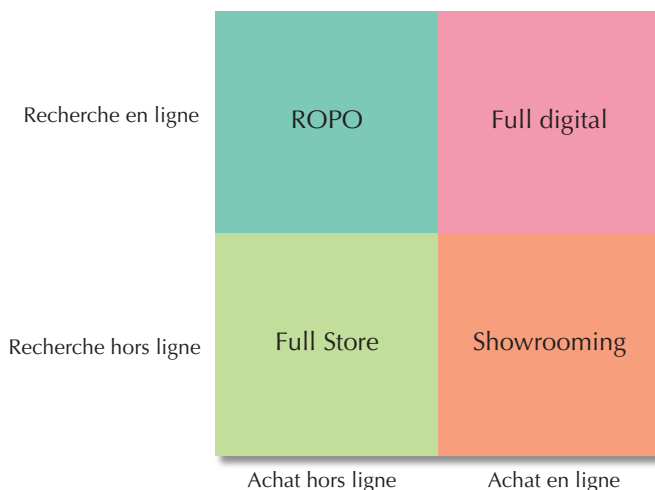 Recherche en ligne
ROPO
Full digital
Recherche hors ligne
Full Store
Showrooming
Achat hors ligne
Achat en ligne